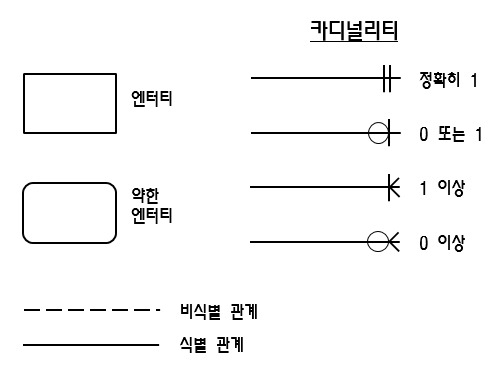 카디널리티
엔터티
정확히 1
0 또는 1
약한
엔터티
1 이상
0 이상
비식별 관계
식별 관계